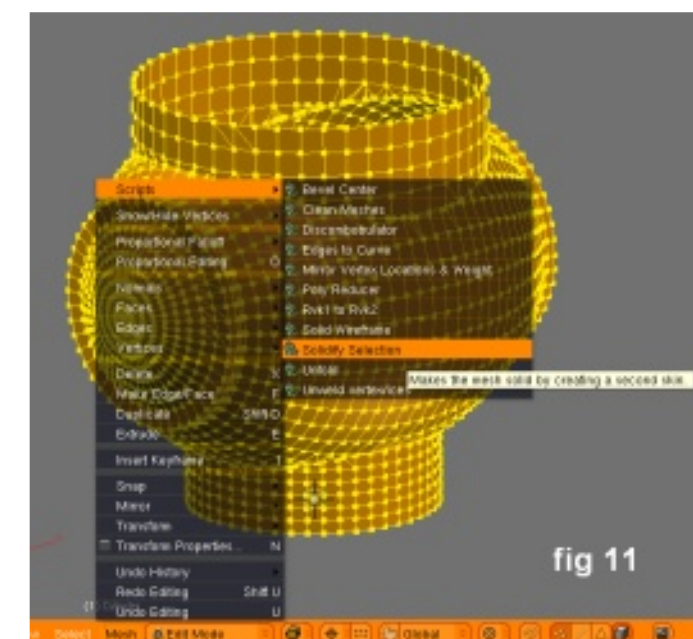 Scripts
Show/Hide Vertices
Proportional Falloff
Proportional Editing O
Normals
Faces
Edges
Vertices
Delete X
Make Edge/Face F
Duplicate Shift D
Extrude E
Insert Keyframe I
Snap
Mirror
Transform
Transform Properties... N
Undo History
Redo Editing Shift U
Undo Editing U
Bevel Center
Clean Meshes
Discombobulator
Edges to Curve
Mirror Vertex Locations & Weight
Poly Reducer
Rvk1 to Rvk2
Solid Wireframe
Solidify Selection
Unfold
Makes the mesh solid by creating a second skin.
fig 11
Select Mesh Edit Mode Global